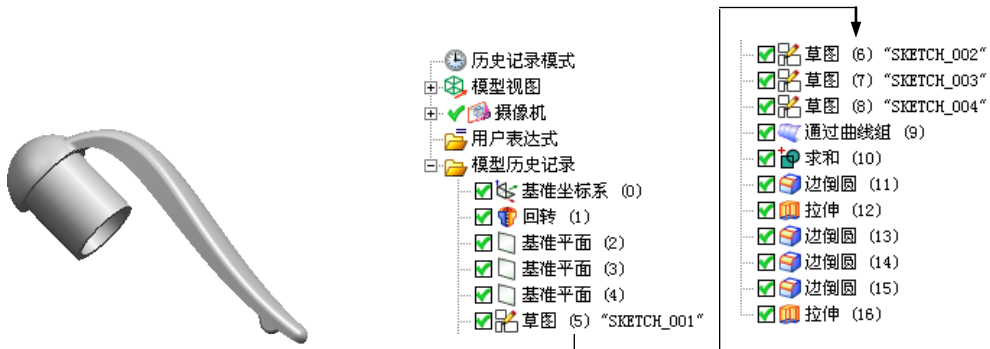 历史记录模式
模型视图
摄像机
用户表达式
模型历史记录
基准坐标系 (0)
回转 (1)
基准平面 (2)
基准平面 (3)
基准平面 (4)
草图 (5) "SKETCH_001"
草图 (6) "SKETCH_002"
草图 (7) "SKETCH_003"
草图 (8) "SKETCH_004"
通过曲线组 (9)
求和 (10)
边倒圆 (11)
拉伸 (12)
边倒圆 (13)
边倒圆 (14)
边倒圆 (15)
拉伸 (16)